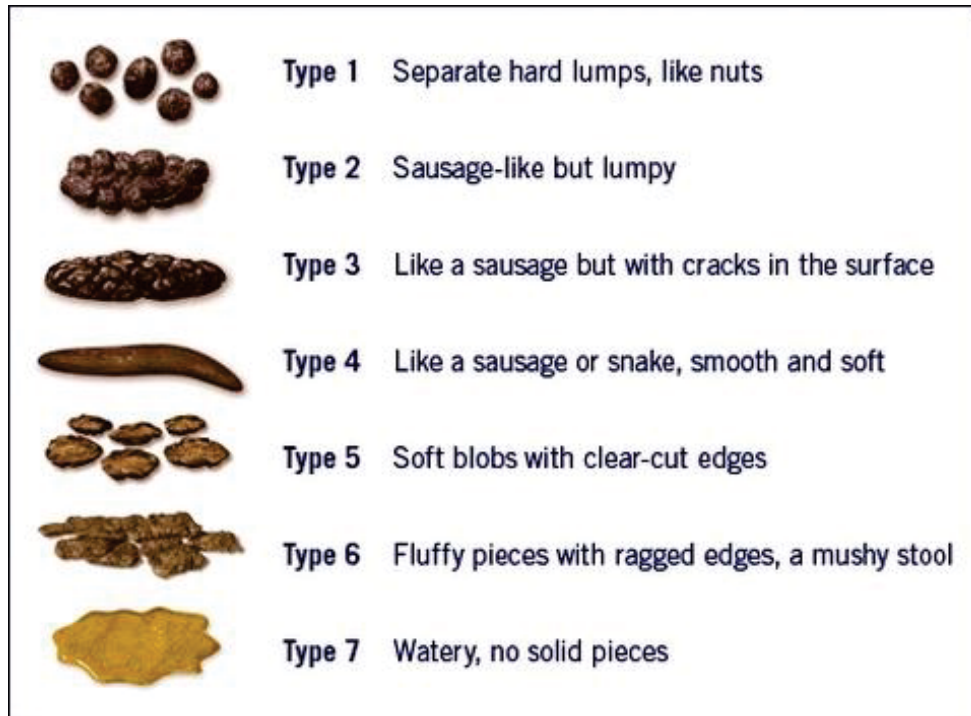 Type 1 Separate hard lumps, like nuts
Type 2 Sausage-like but lumpy
Type 3 Like a sausage but with cracks in the surface
Type 4 Like a sausage or snake, smooth and soft
Type 5 Soft blobs with clear-cut edges
Type 6 Fluffy pieces with ragged edges, a mushy stool
Type 7 Watery, no solid pieces